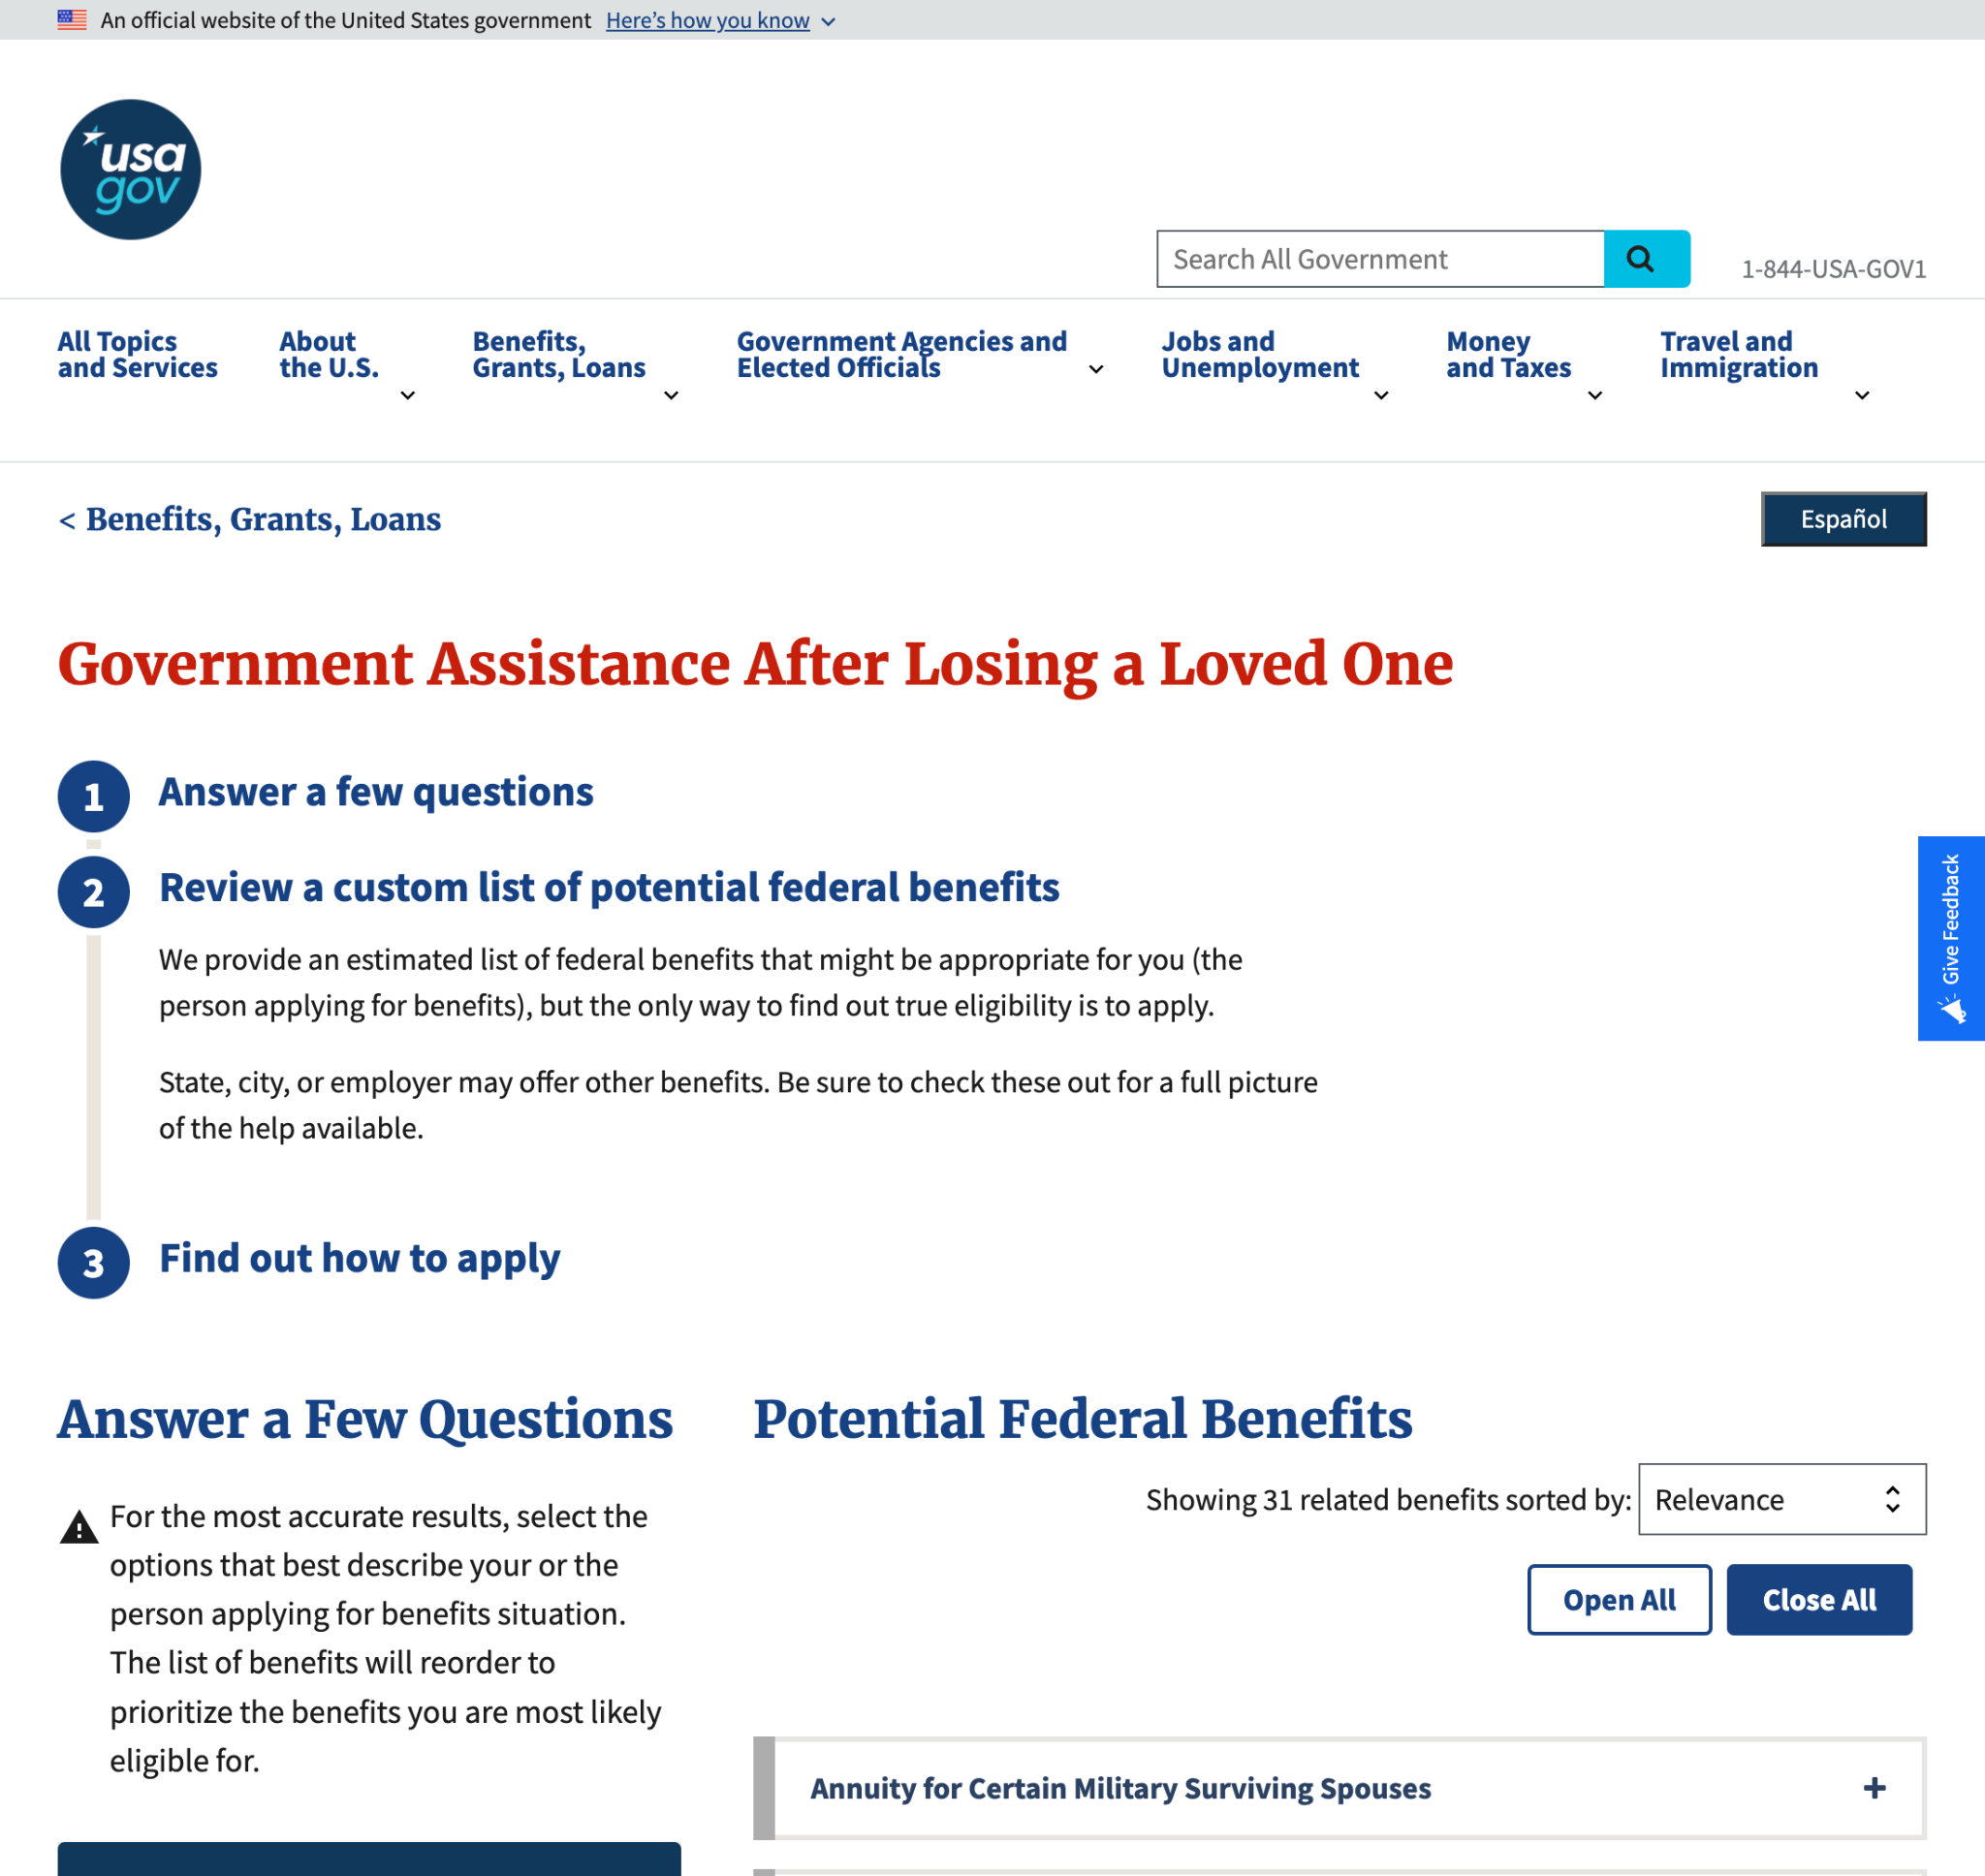 An official website of the United States government Here’s how you know
usa
gov
Search All Government
1-844-USA-GOV1
All Topics
and Services
About
the U.S.
Benefits,
Grants, Loans
Government Agencies and
Elected Officials
Jobs and
Unemployment
Money
and Taxes
Travel and
Immigration
< Benefits, Grants, Loans
Español
Government Assistance After Losing a Loved One
1 Answer a few questions
2 Review a custom list of potential federal benefits
We provide an estimated list of federal benefits that might be appropriate for you (the
person applying for benefits), but the only way to find out true eligibility is to apply.
State, city, or employer may offer other benefits. Be sure to check these out for a full picture
of the help available.
3 Find out how to apply
Give Feedback
Answer a Few Questions
For the most accurate results, select the
options that best describe your or the
person applying for benefits situation.
The list of benefits will reorder to
prioritize the benefits you are most likely
eligible for.
Potential Federal Benefits
Showing 31 related benefits sorted by: Relevance
Open All
Close All
Annuity for Certain Military Surviving Spouses +